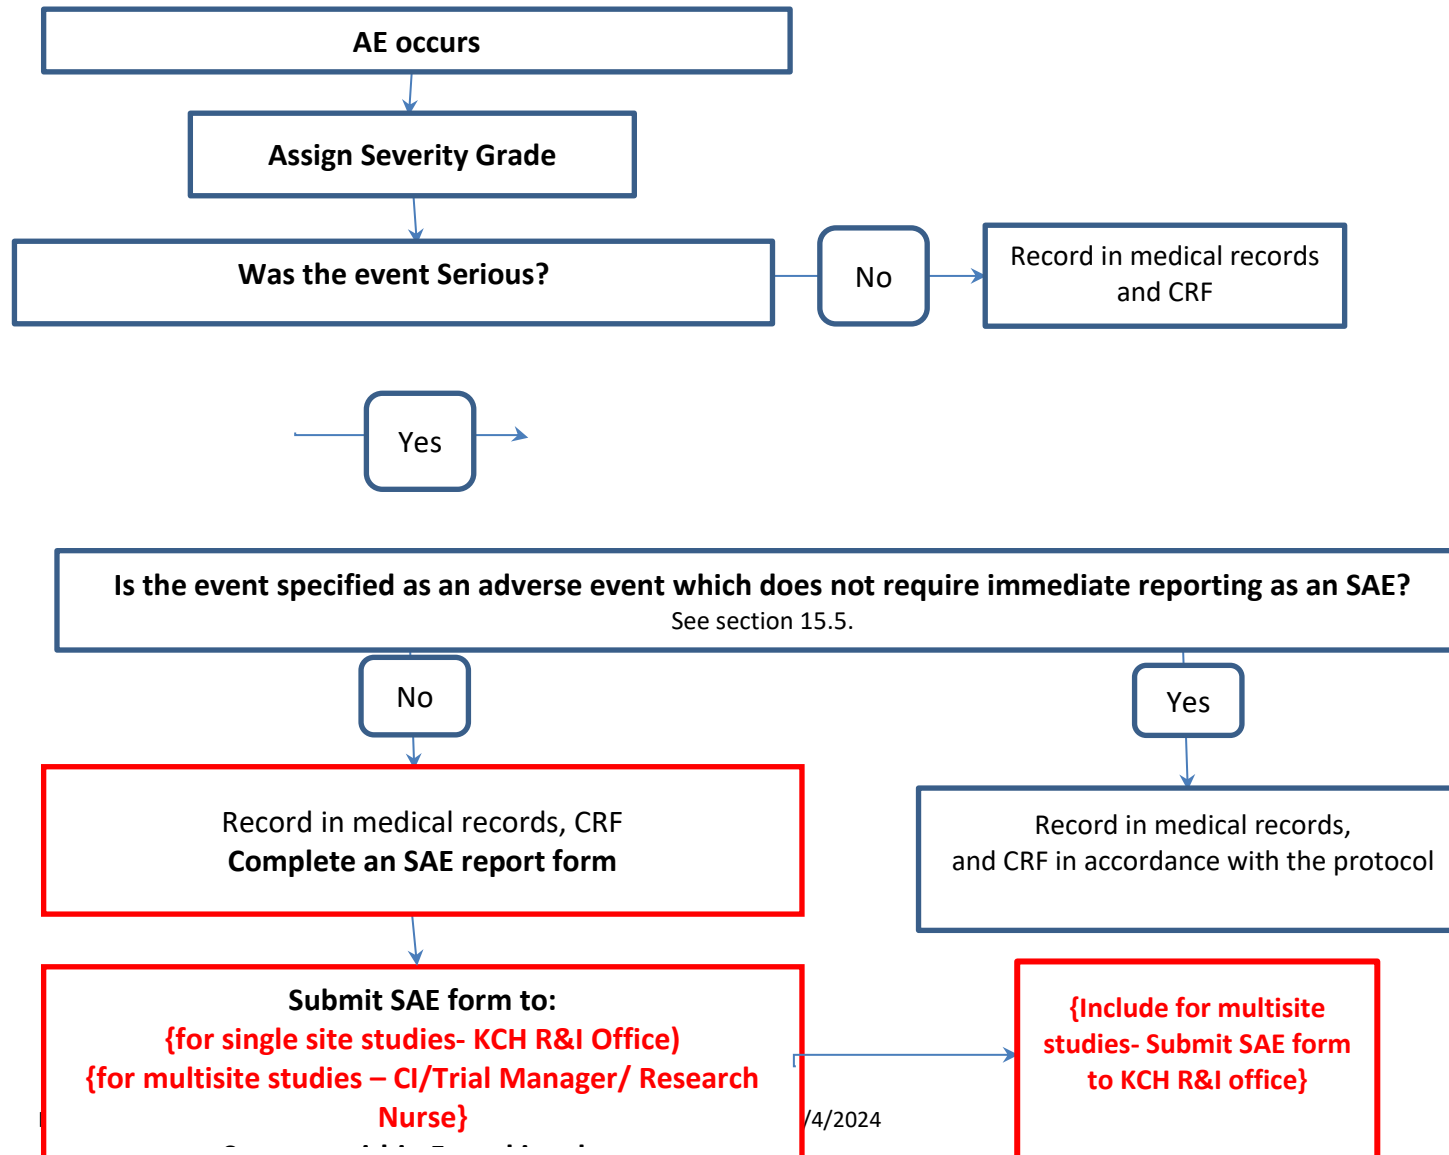 AE occurs
Assign Severity Grade
Was the event Serious?
No
Record in medical records
and CRF
Yes
Is the event specified as an adverse event which does not require immediate reporting as an SAE?
See section 15.5.
No
Yes
Record in medical records, CRF
Complete an SAE report form
Record in medical records,
and CRF in accordance with the protocol
Submit SAE form to:
{for single site studies- KCH R&I Office)
{for multisite studies – CI/Trial Manager/ Research
Nurse}
{Include for multisite
studies- Submit SAE form
to KCH R&I office}
/4/2024